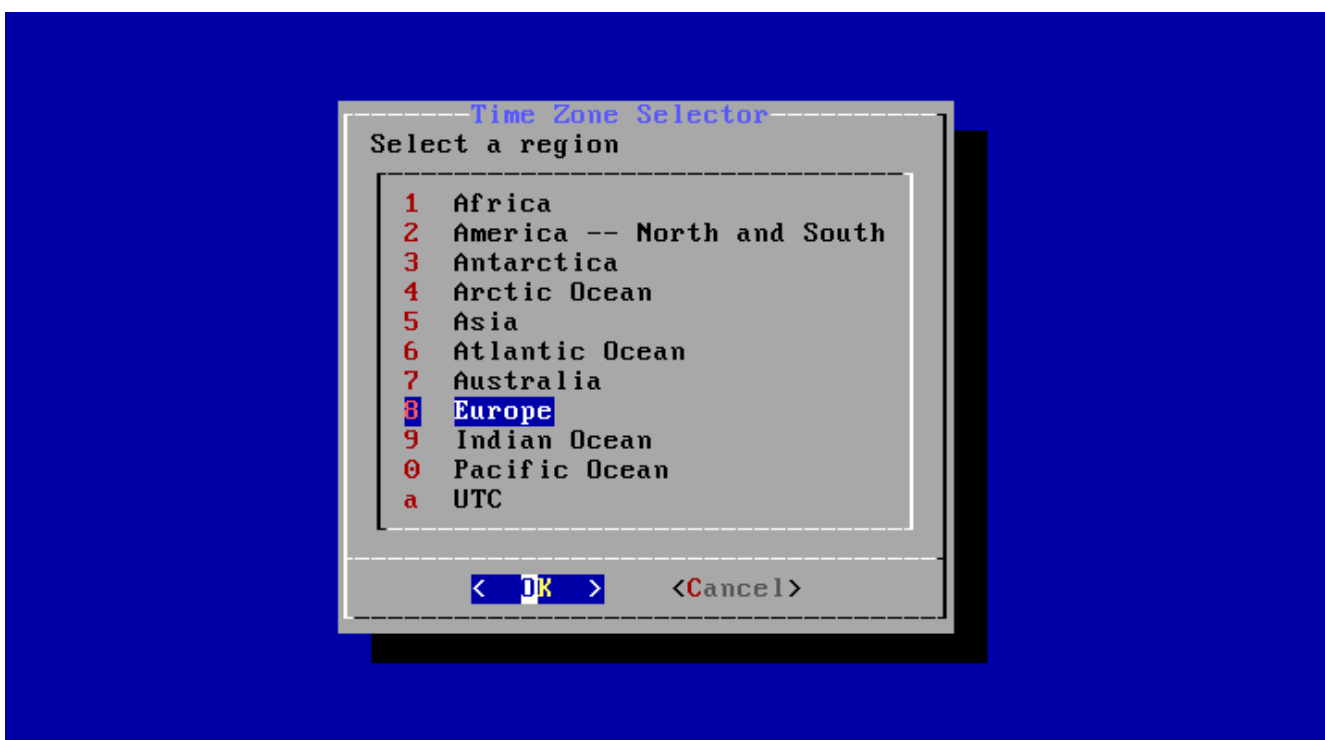 Time Zone Selector
Select a region
1 Africa
2 America -- North and South
3 Antarctica
4 Arctic Ocean
5 Asia
6 Atlantic Ocean
7 Australia
8 Europe
9 Indian Ocean
0 Pacific Ocean
a UTC
< OK > <Cancel>